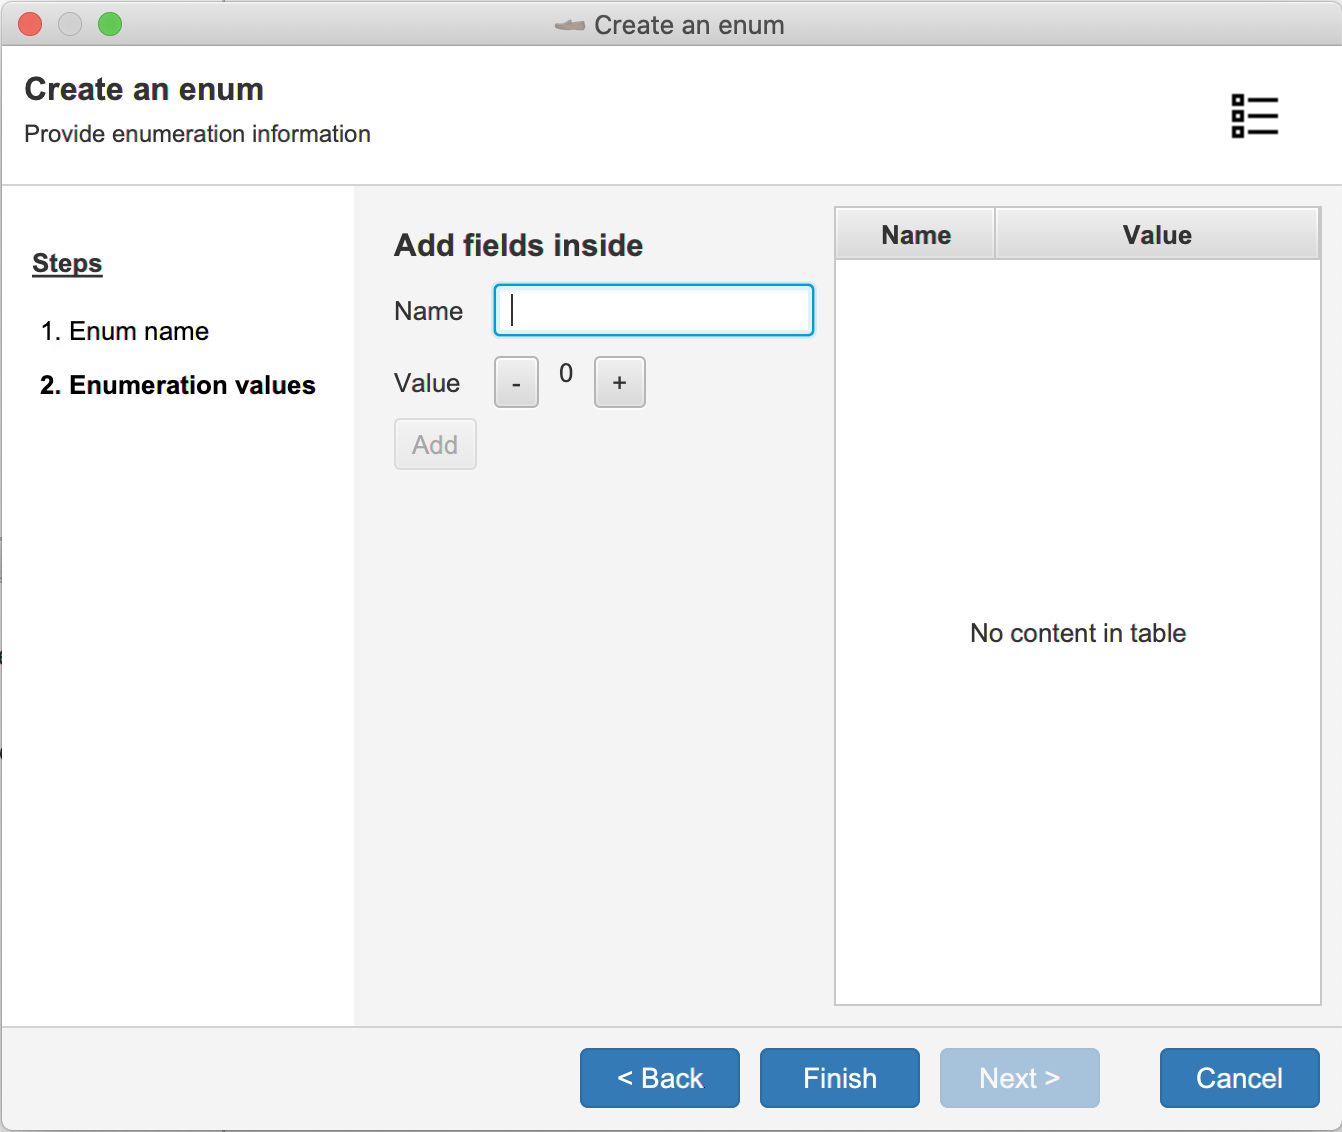 Create an enum
Create an enum
Provide enumeration information
Steps
1. Enum name
2. Enumeration values
Add fields inside
Name
Value - 0 +
Add
Name Value
No content in table
< Back Finish Next > Cancel